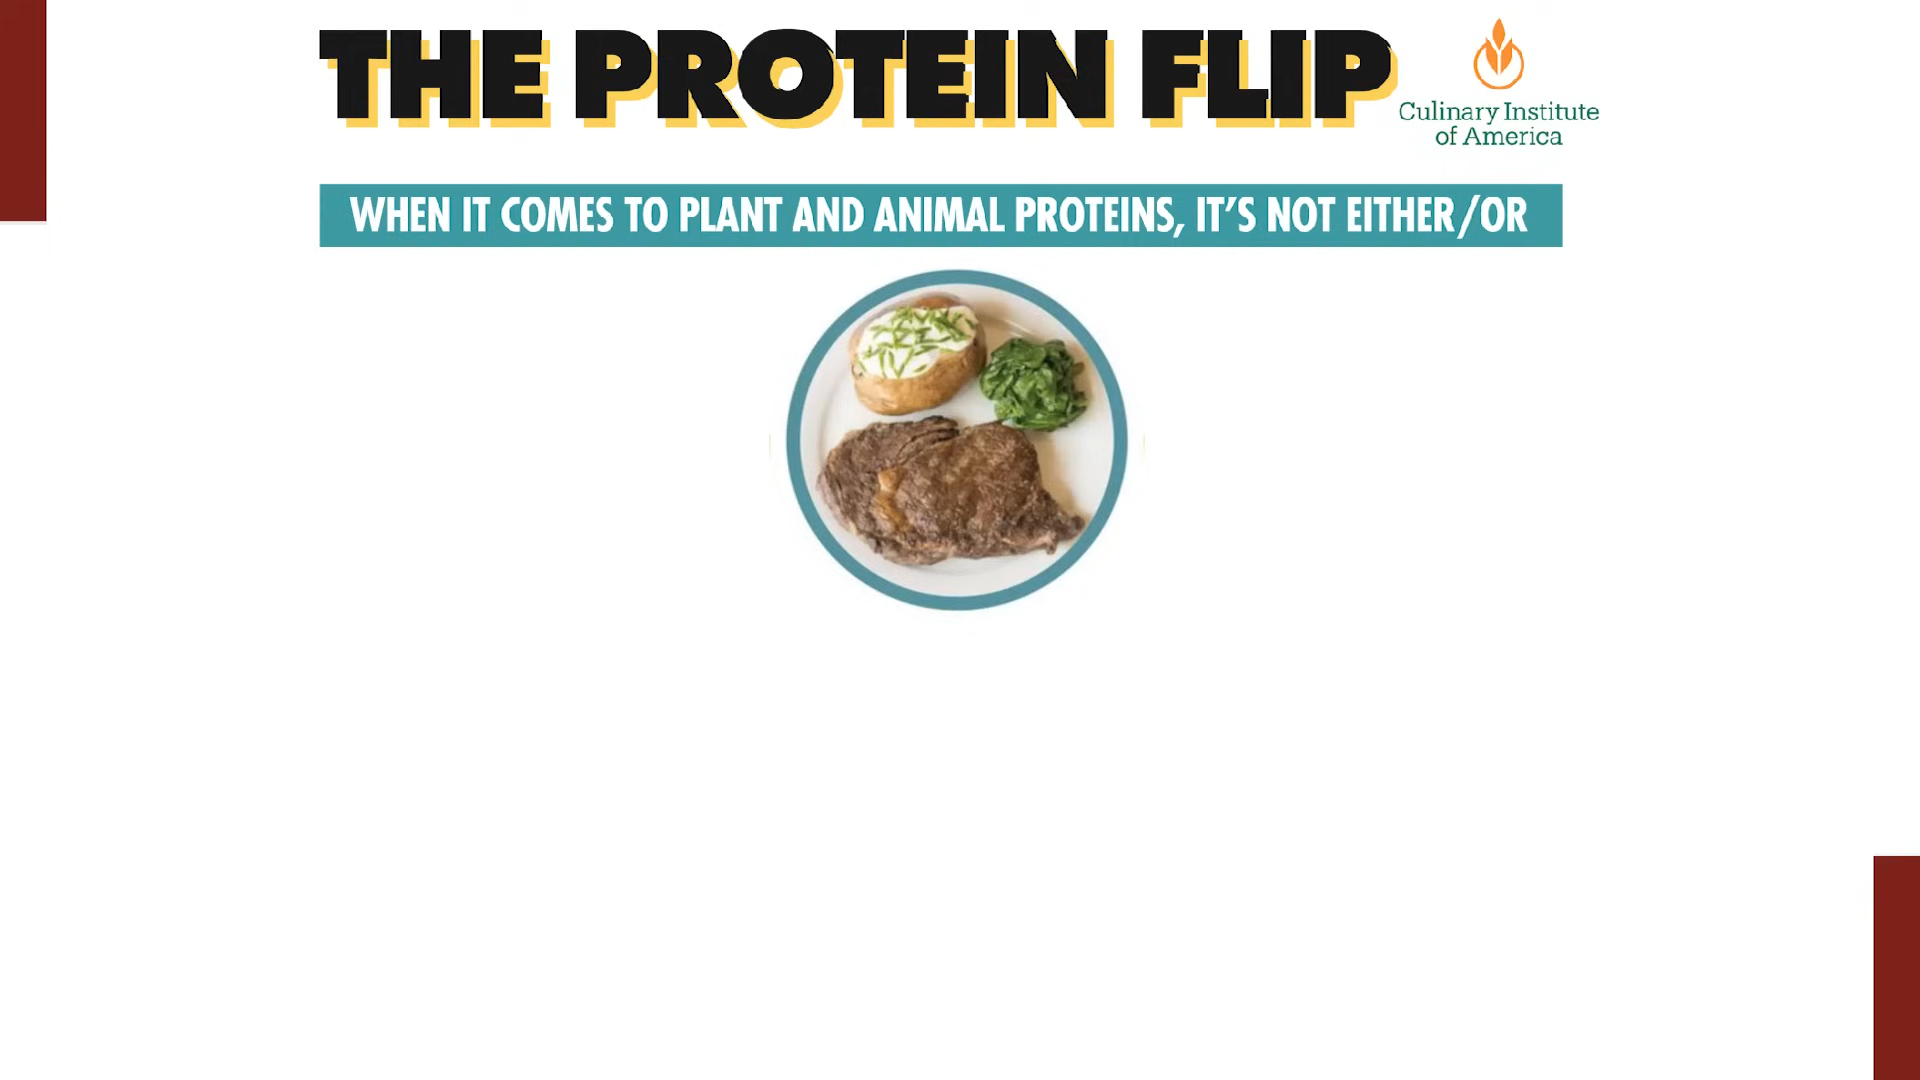 THE PROTEIN FLIP
Culinary Institute
of America
WHEN IT COMES TO PLANT AND ANIMAL PROTEINS, IT'S NOT EITHER/OR